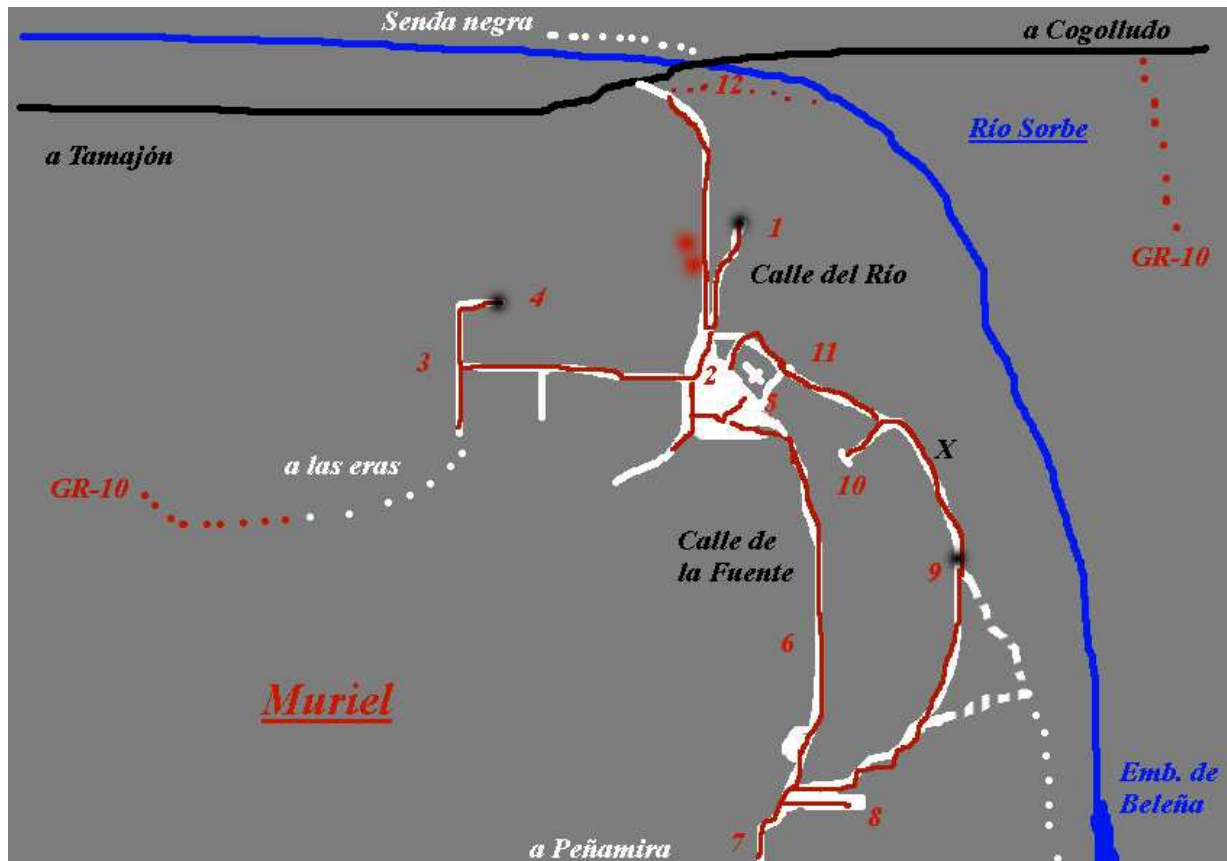 Senda negra
a Cogolludo
12
Río Sorbe
a Tamajón
1
GR-10
Calle del Río
4
3
11
2
5
a las eras
X
GR-10
10
Calle de
la Fuente
9
6
Muriel
Emb. de
Beleña
8
7
a Peñamira